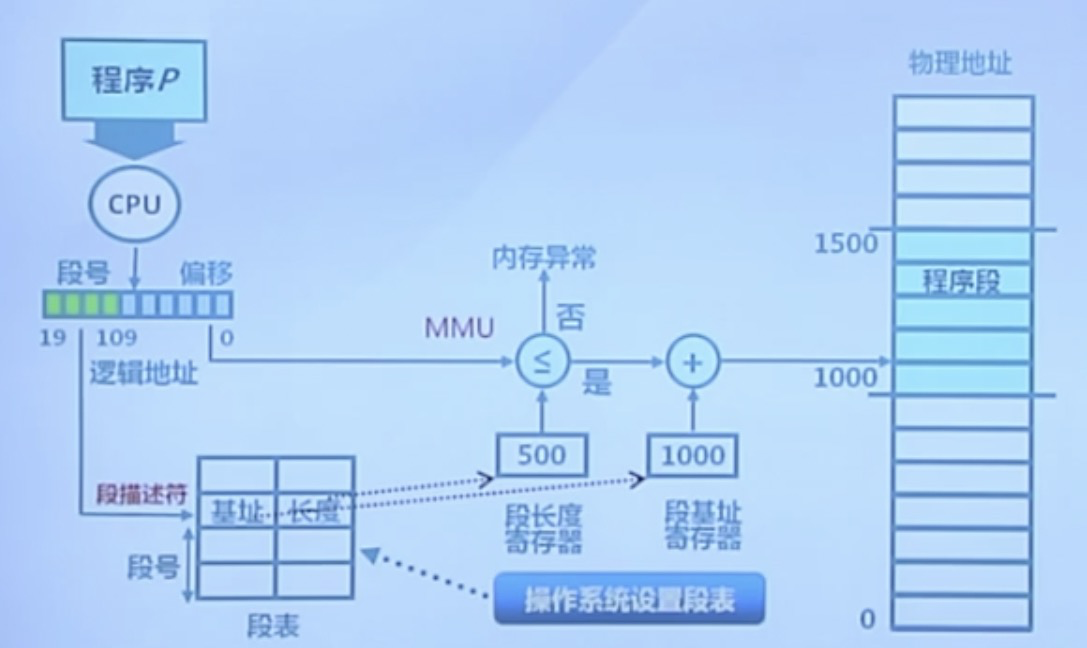 程序P
物理地址
CPU
段号
偏移
19
109
0
逻辑地址
MMU
内存异常
否
≤
是
+
1500
程序段
1000
500
1000
段描述符
基址
长度
段号
段表
段长度
寄存器
段基址
寄存器
操作系统设置段表
0